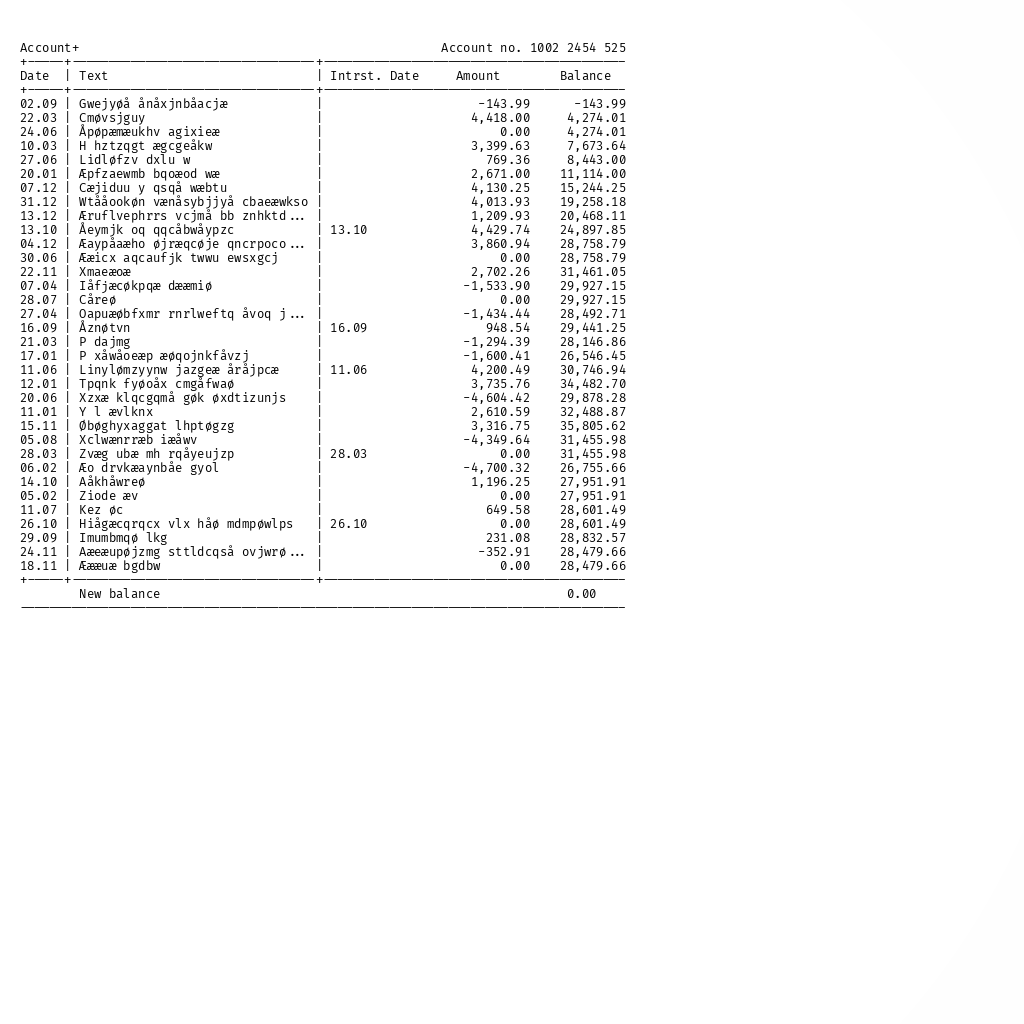 Account+ Account no. 1002 2454 525
Date | Text | Intrst. Date Amount Balance
02.09 | Gwejyøå ånåxjnbåacjæ | -143.99 -143.99
22.03 | Cmøvsjguy | 4,418.00 4,274.01
24.06 | Åpøpæmæukhv agixieæ | 0.00 4,274.01
10.03 | H hztzqgt ægcgeåkw | 3,399.63 7,673.64
27.06 | Lidløfzv dxlu w | 769.36 8,443.00
20.01 | Æpfzaewmb bqoæod wæ | 2,671.00 11,114.00
07.12 | Cæjiduu y qsqå wæbtu | 4,130.25 15,244.25
31.12 | Wtååookøn vænåsybjjyå cbaeæwkso | 4,013.93 19,258.18
13.12 | Æruflvephrrs vcjmå bb znhktd... | 1,209.93 20,468.11
13.10 | Åeymjk oq qqcåbwåypzc | 13.10 4,429.74 24,897.85
04.12 | Æaypåaæho øjræqcøje qncrpoco... | 3,860.94 28,758.79
30.06 | Ææicx aqcaufjk twwu ewsxgcj | 0.00 28,758.79
22.11 | Xmaeæoæ | 2,702.26 31,461.05
07.04 | Iåfjæcøkpqæ dææmiø | -1,533.90 29,927.15
28.07 | Cåreø | 0.00 29,927.15
27.04 | Oapuæøbfxmr rnrlweftq åvoq j... | -1,434.44 28,492.71
16.09 | Åznøtvn | 16.09 948.54 29,441.25
21.03 | P dajmg | -1,294.39 28,146.86
17.01 | P xåwåoeæp æøqojnkfåvzj | -1,600.41 26,546.45
11.06 | Linylømzyynw jazgeæ åråjpcæ | 11.06 4,200.49 30,746.94
12.01 | Tpqnk fyøoåx cmgåfwaø | 3,735.76 34,482.70
20.06 | Xzxæ klqcgqmå gøk øxdtizunjs | -4,604.42 29,878.28
11.01 | Y l ævlknx | 2,610.59 32,488.87
15.11 | Øbøghyxaggat lhptøgzg | 3,316.75 35,805.62
05.08 | Xclwænrræb iæåwv | -4,349.64 31,455.98
28.03 | Zvæg ubæ mh rqåyeujzp | 28.03 0.00 31,455.98
06.02 | Æo drvkæaynbåe gyol | -4,700.32 26,755.66
14.10 | Aåkhåwreø | 1,196.25 27,951.91
05.02 | Ziode æv | 0.00 27,951.91
11.07 | Kez øc | 649.58 28,601.49
26.10 | Hiågæcqrqcx vlx håø mdmpøwlps | 26.10 0.00 28,601.49
29.09 | Imumbmqø lkg | 231.08 28,832.57
24.11 | Aæeæupøjzmg sttldcqså ovjwrø... | -352.91 28,479.66
18.11 | Æææuæ bgdbw | 0.00 28,479.66
New balance 0.00